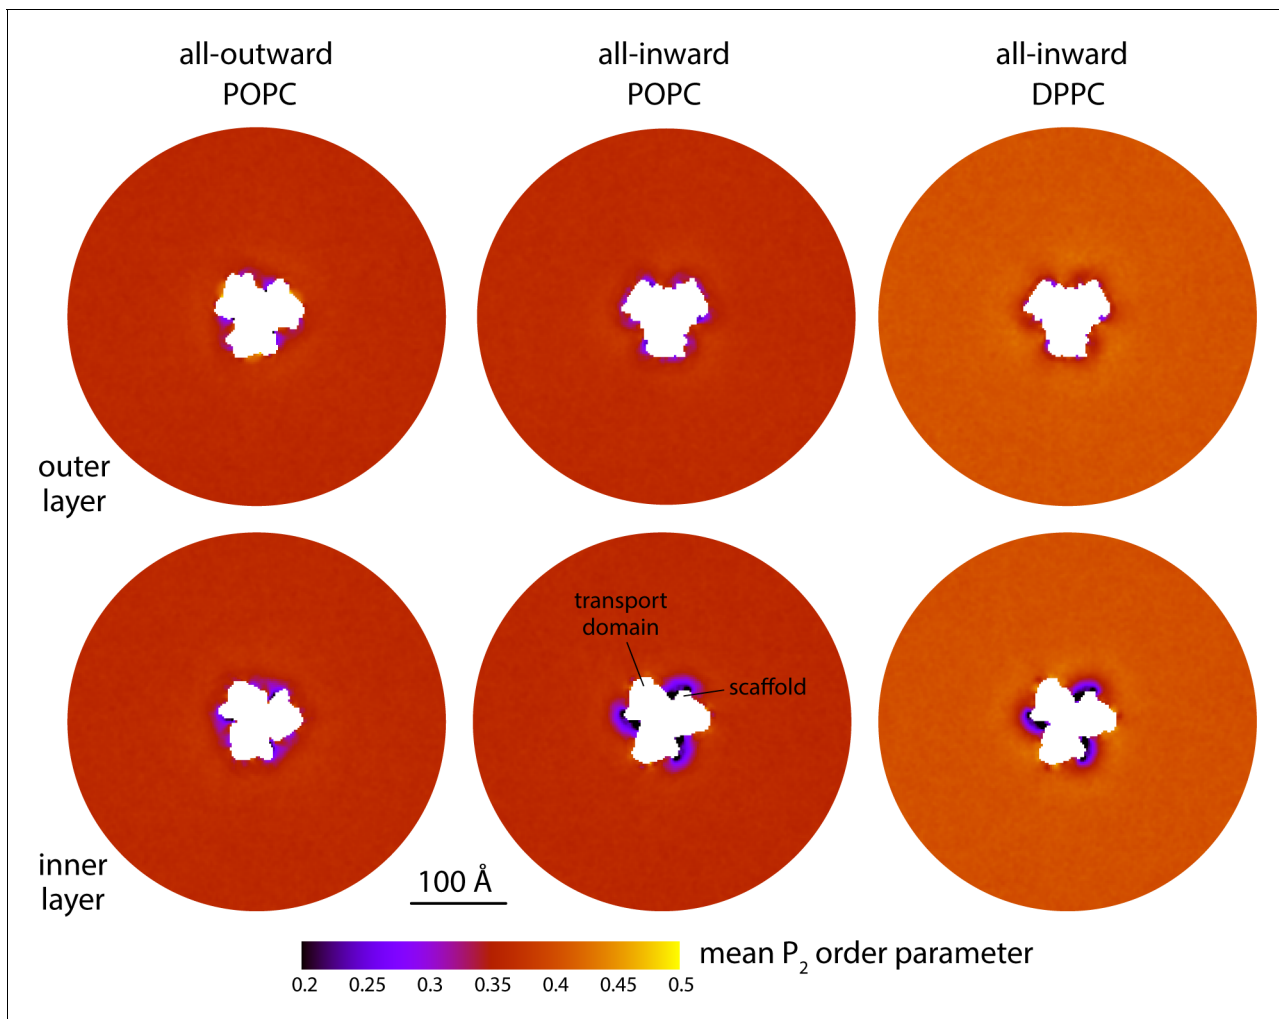 all-outward
POPC
all-inward
POPC
all-inward
DPPC
outer
layer
transport
domain
scaffold
inner
layer
100 Å
mean P₂ order parameter
0.2 0.25 0.3 0.35 0.4 0.45 0.5